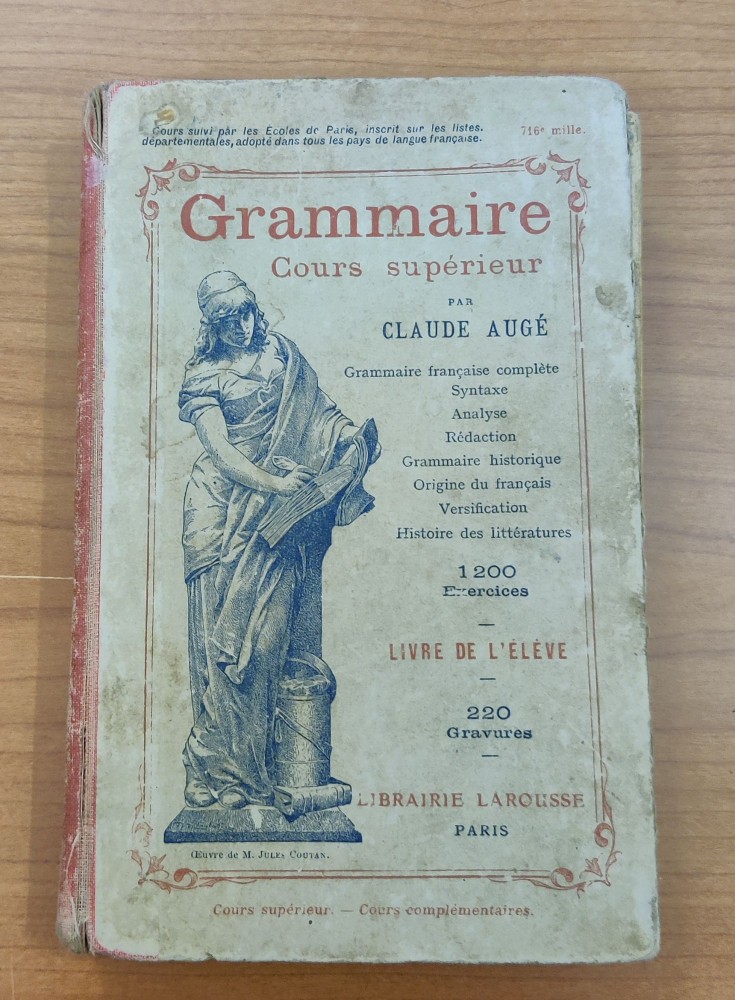 Cours suivi par les Écoles de Paris, inscrit sur les listes.
départementales, adopté dans tous les pays de langue française.
716e mille.
Grammaire
Cours supérieur
PAR
CLAUDE AUGÉ
Grammaire française complète
Syntaxe
Analyse
Rédaction
Grammaire historique
Origine du français
Versification
Histoire des littératures
1200
Exercices
LIVRE DE L'ÉLÈVE
220
Gravures
LIBRAIRIE LAROUSSE
PARIS
Œuvre de M. JULES COUTAN.
Cours supérieur. — Cours complémentaires.